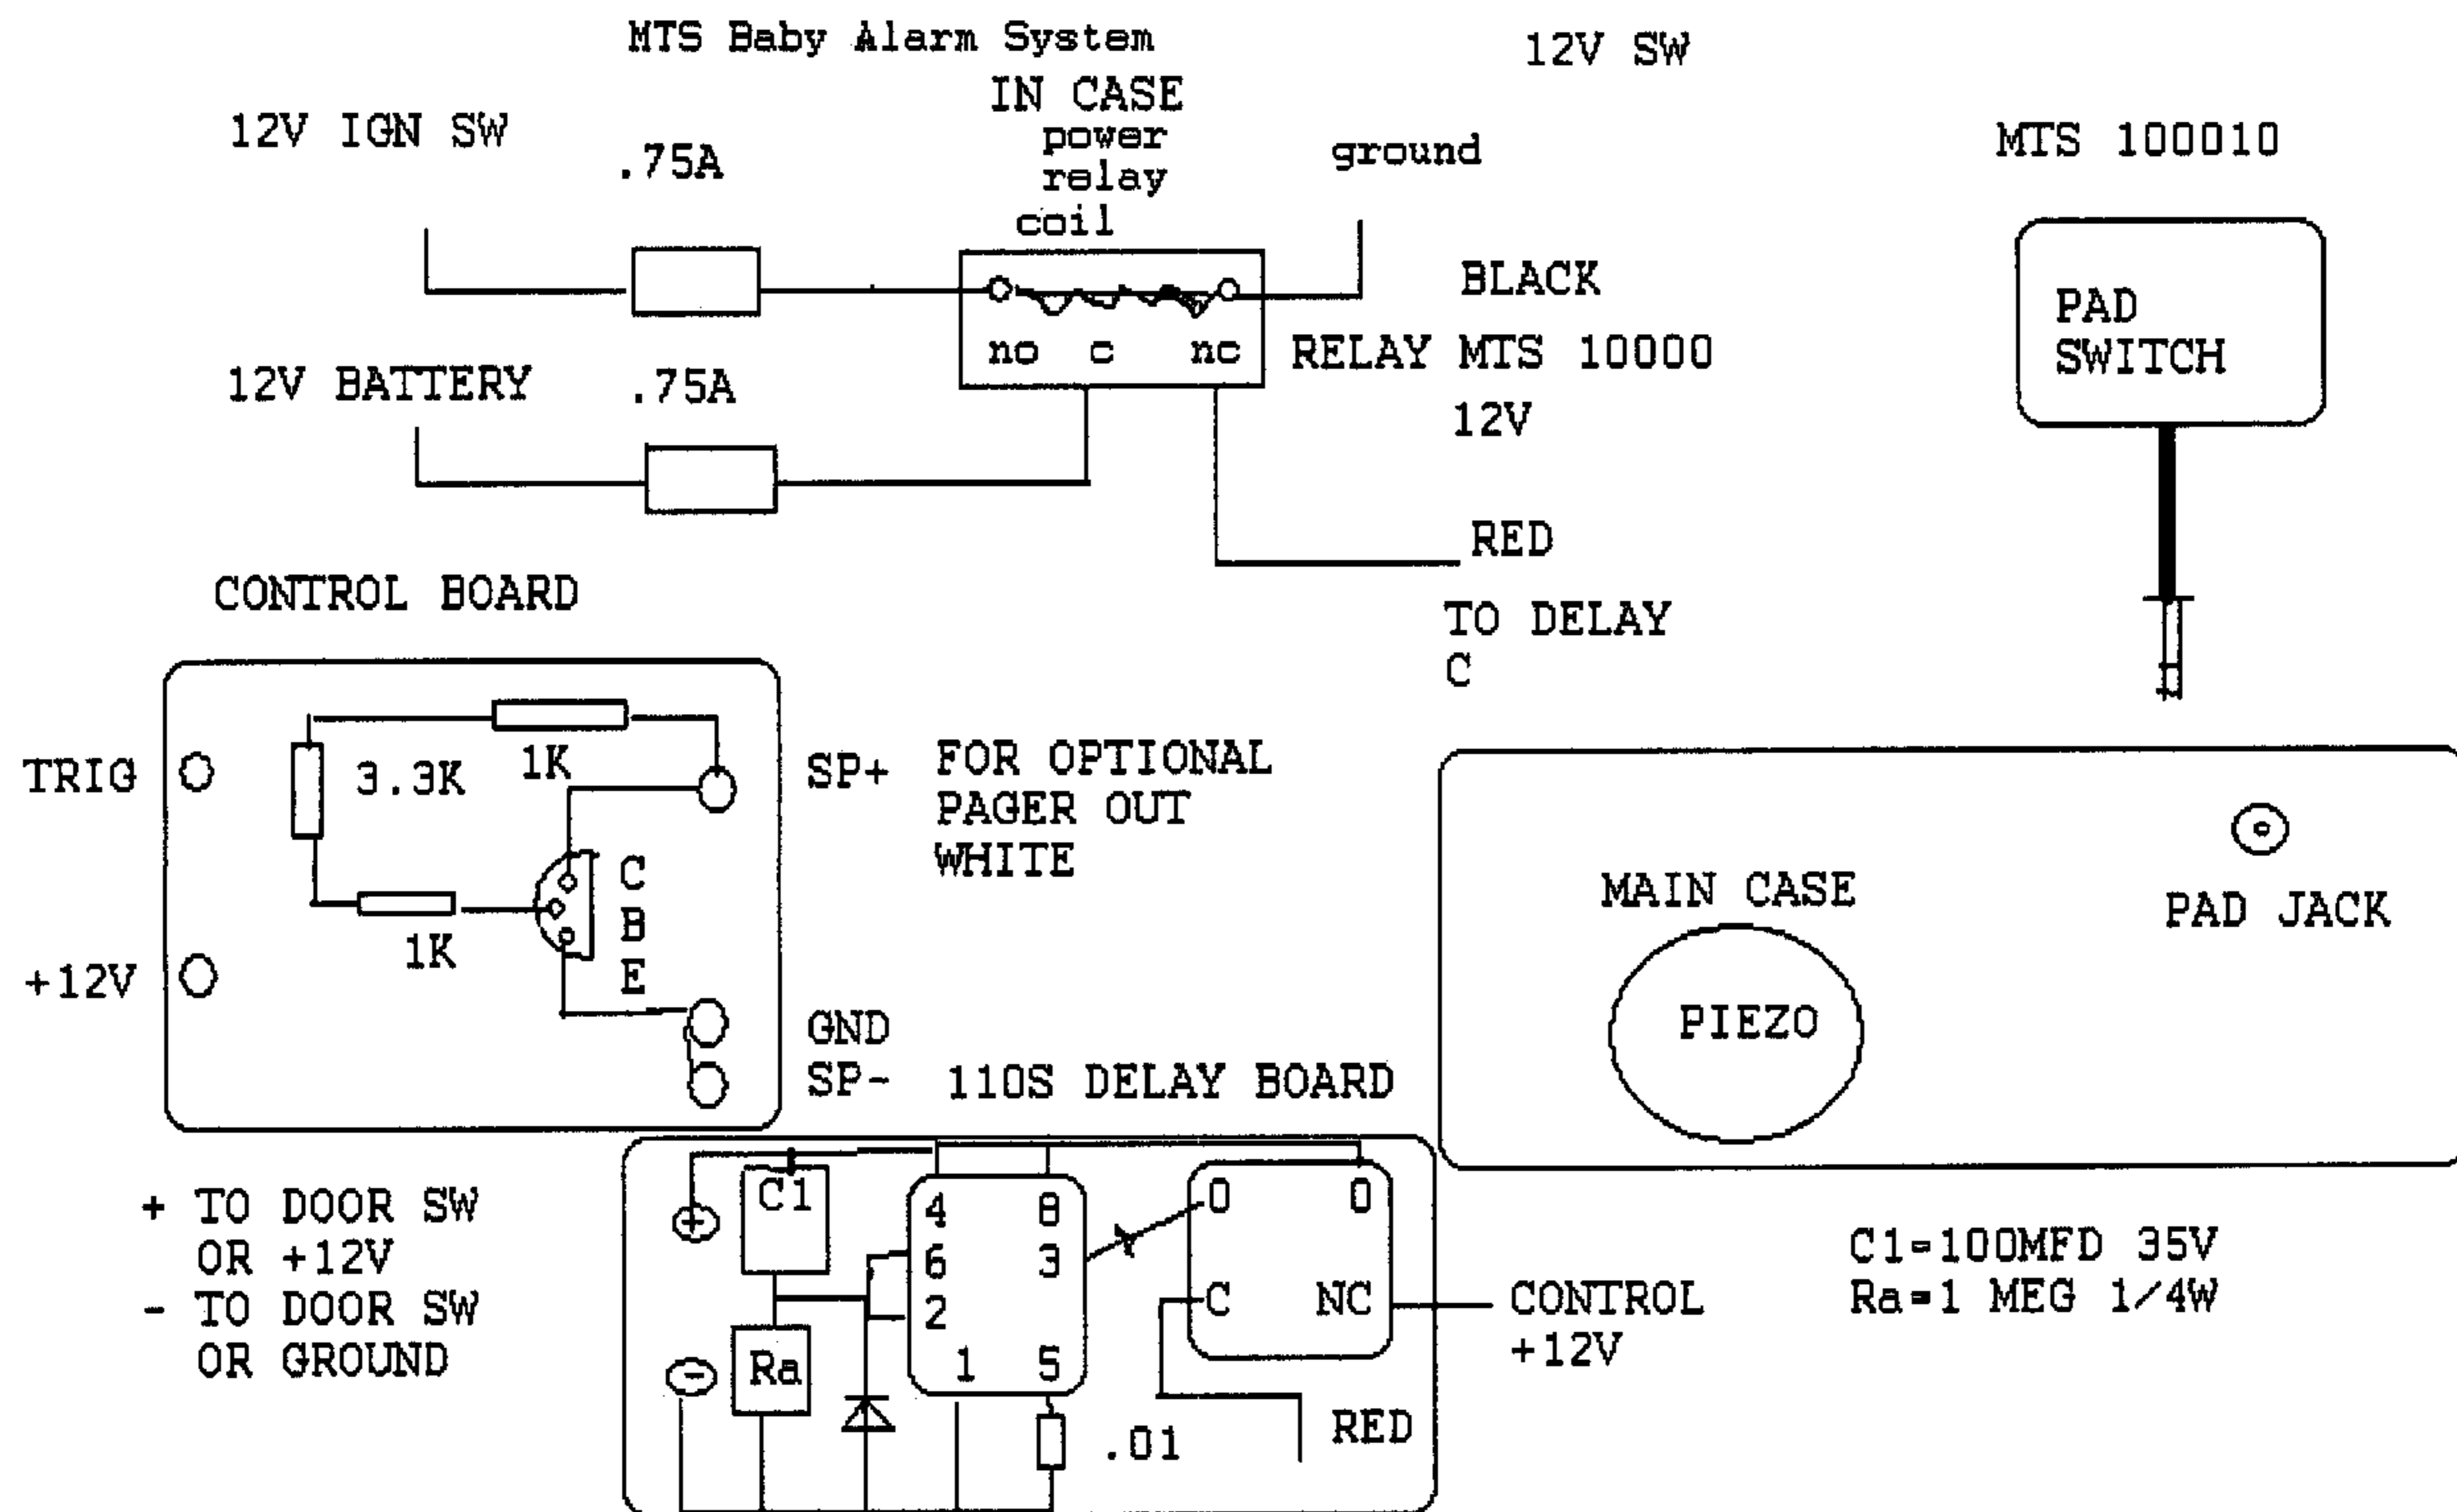 MTS Baby Alarm System
12V SW
IN CASE
12V IGN SW
.75A
power
relay
coil
ground
MTS 100010
BLACK
PAD
SWITCH
no c nc
RELAY MTS 10000
12V BATTERY
.75A
12V
RED
CONTROL BOARD
TO DELAY
C
TRIG
3.3K
1K
SP+
FOR OPTIONAL
PAGER OUT
WHITE
C
B
E
1K
+12V
GND
SP-
MAIN CASE
PAD JACK
PIEZO
110S DELAY BOARD
+ TO DOOR SW
OR +12V
- TO DOOR SW
OR GROUND
+
C1
4 8
6 3
2
1 5
-
Ra
O O
C NC
CONTROL
+12V
C1=100MFD 35V
Ra=1 MEG 1/4W
.01
RED